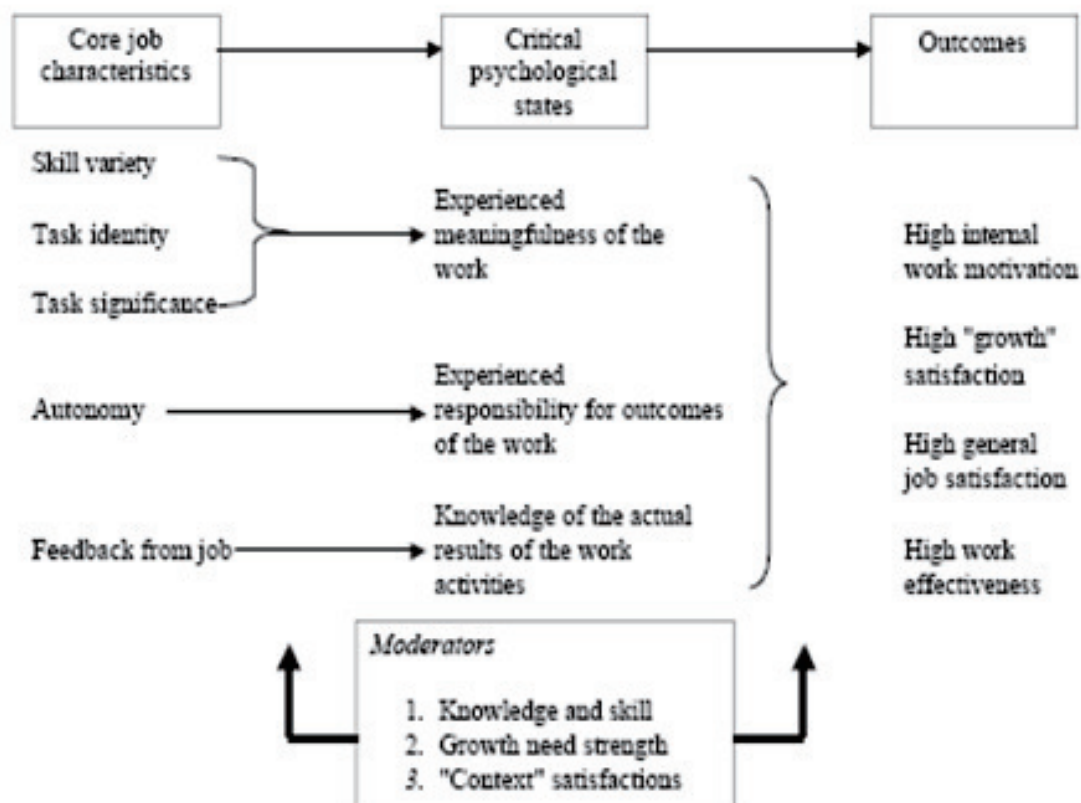 Core job
characteristics
Critical
psychological
states
Outcomes
Skill variety
Task identity
Task significance
Experienced
meaningfulness of the
work
Autonomy
Experienced
responsibility for outcomes
of the work
Feedback from job
Knowledge of the actual
results of the work
activities
High internal
work motivation
High "growth"
satisfaction
High general
job satisfaction
High work
effectiveness
Moderators
1. Knowledge and skill
2. Growth need strength
3. "Context" satisfactions